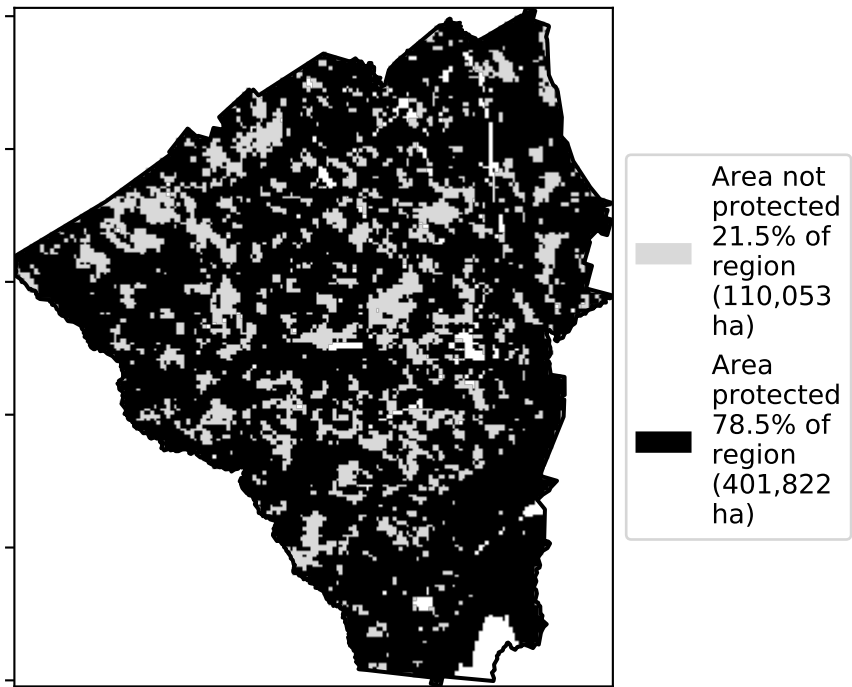 Area not
protected
21.5% of
region
(110,053
ha)
Area
protected
78.5% of
region
(401,822
ha)